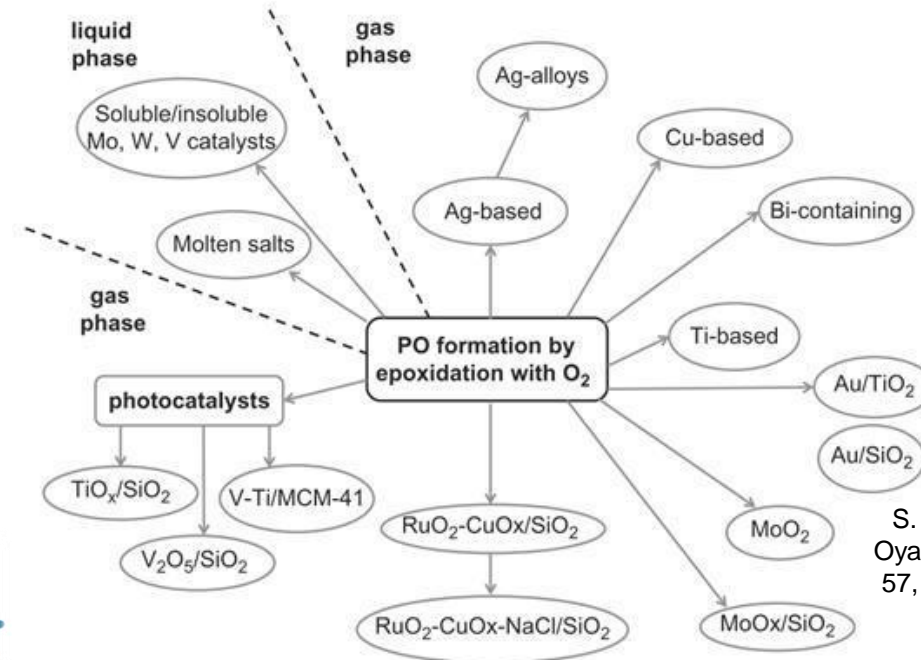 liquid
phase
gas
phase
Ag-alloys
Soluble/insoluble
Mo, W, V catalysts
Cu-based
Ag-based
Bi-containing
Molten salts
gas
phase
PO formation by
epoxidation with O₂
Ti-based
photocatalysts
Au/TiO₂
Au/SiO₂
TiOₓ/SiO₂
V-Ti/MCM-41
V₂O₅/SiO₂
RuO₂-CuOx/SiO₂
MoO₂
S.
Oya
57,
RuO₂-CuOx-NaCl/SiO₂
MoOx/SiO₂